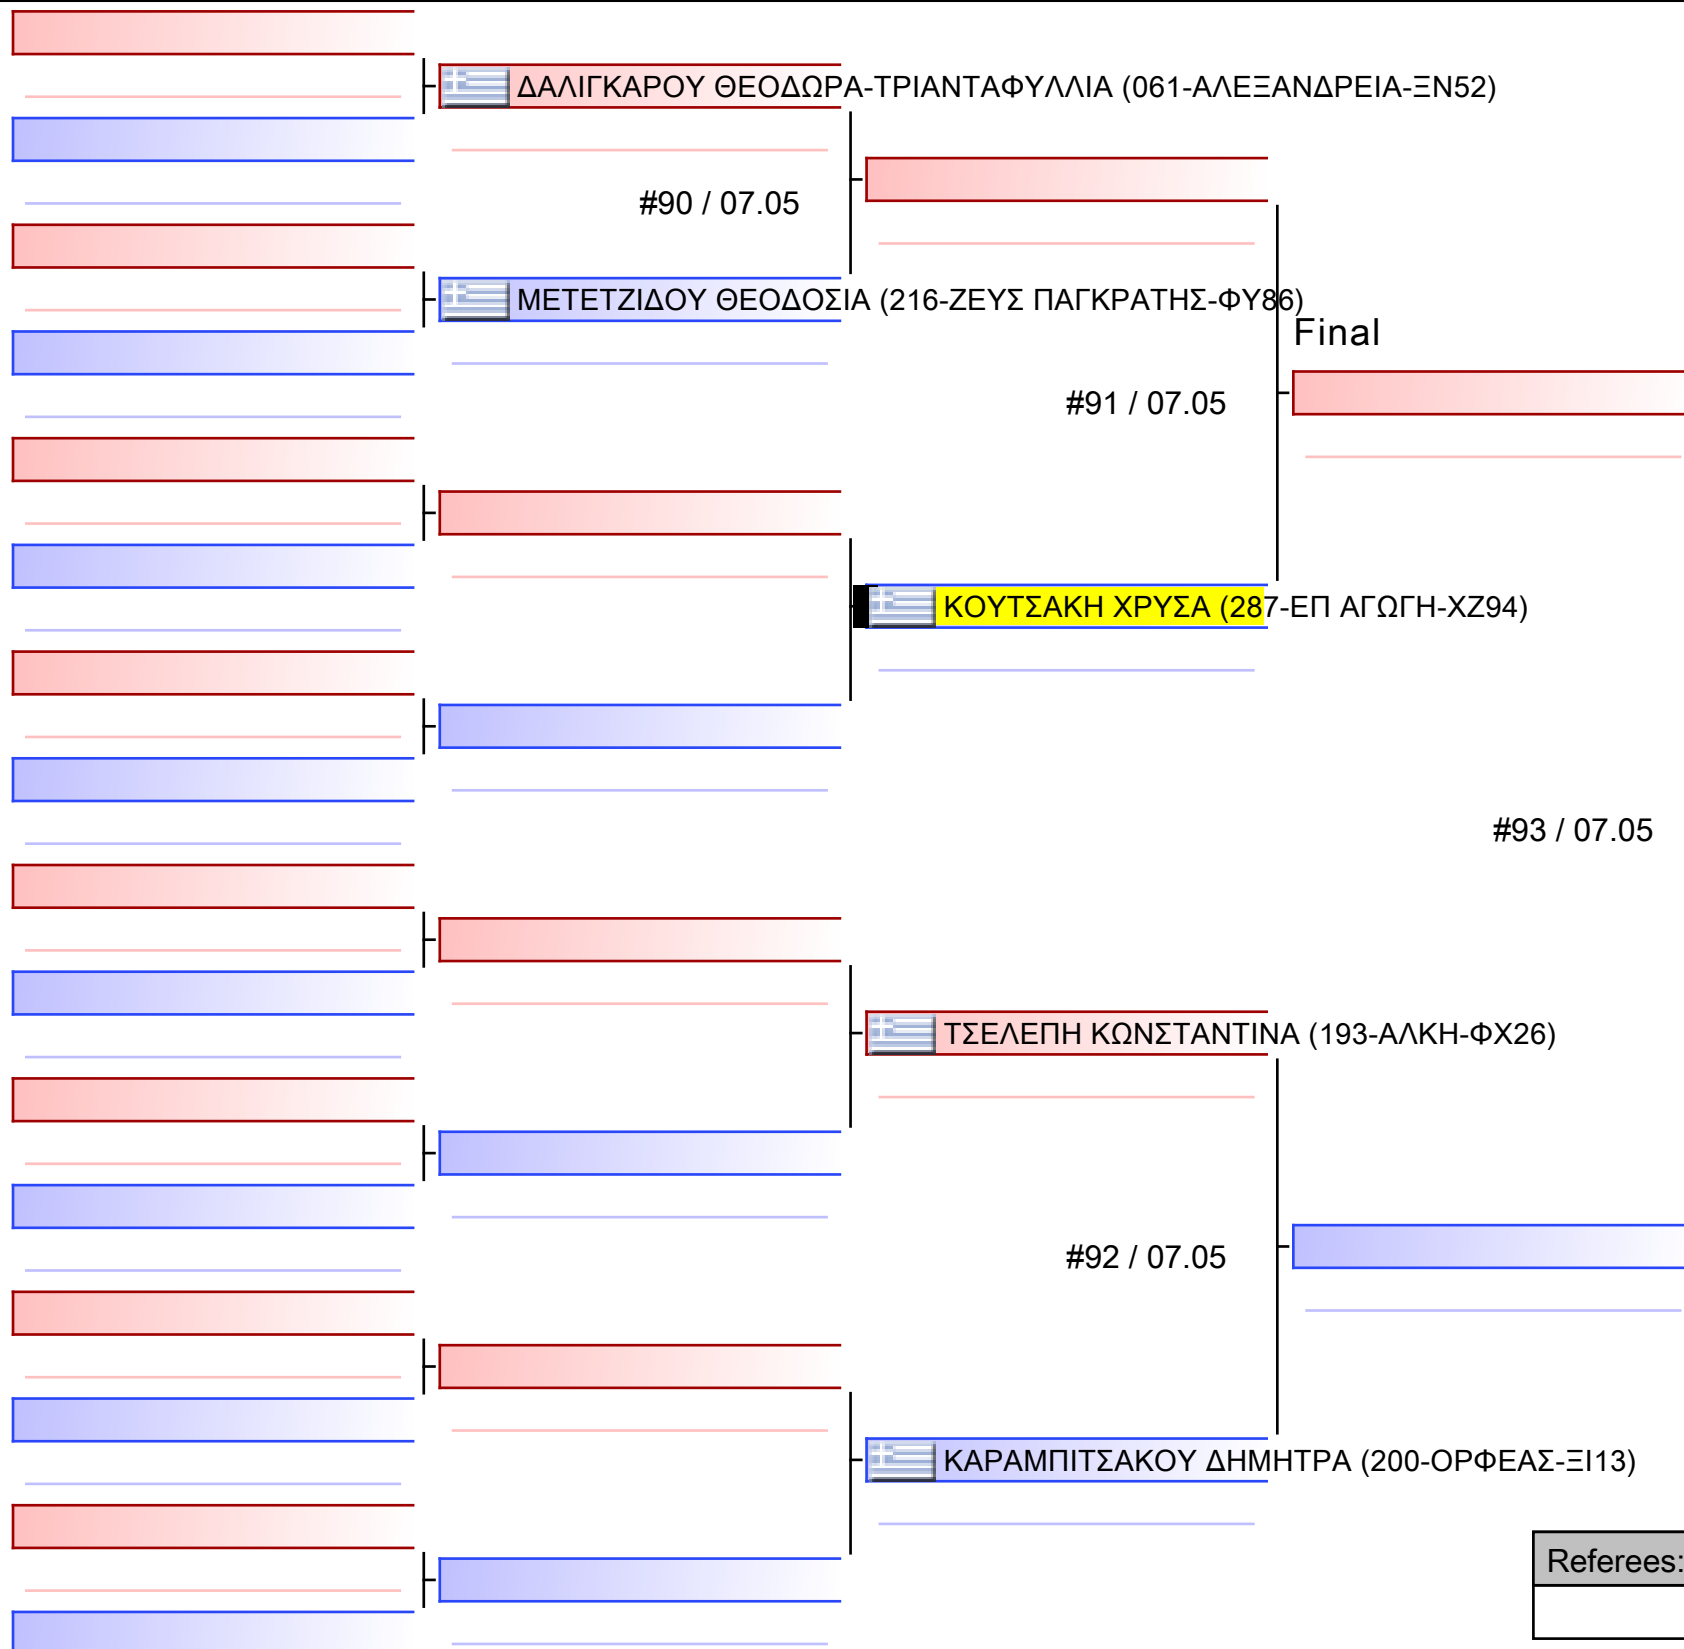 ΔΑΛΙΓΚΑΡΟΥ ΘΕΟΔΩΡΑ-ΤΡΙΑΝΤΑΦΥΛΛΙΑ (061-ΑΛΕΞΑΝΔΡΕΙΑ-ΞΝ52)
#90 / 07.05
ΜΕΤΕΤΖΙΔΟΥ ΘΕΟΔΟΣΙΑ (216-ΖΕΥΣ ΠΑΓΚΡΑΤΗΣ-ΦΥ86)
Final
#91 / 07.05
ΚΟΥΤΣΑΚΗ ΧΡΥΣΑ (287-ΕΠ ΑΓΩΓΗ-ΧΖ94)
#93 / 07.05
ΤΣΕΛΕΠΗ ΚΩΝΣΤΑΝΤΙΝΑ (193-ΑΛΚΗ-ΦΧ26)
#92 / 07.05
ΚΑΡΑΜΠΙΤΣΑΚΟΥ ΔΗΜΗΤΡΑ (200-ΟΡΦΕΑΣ-ΞΙ13)
Referees: